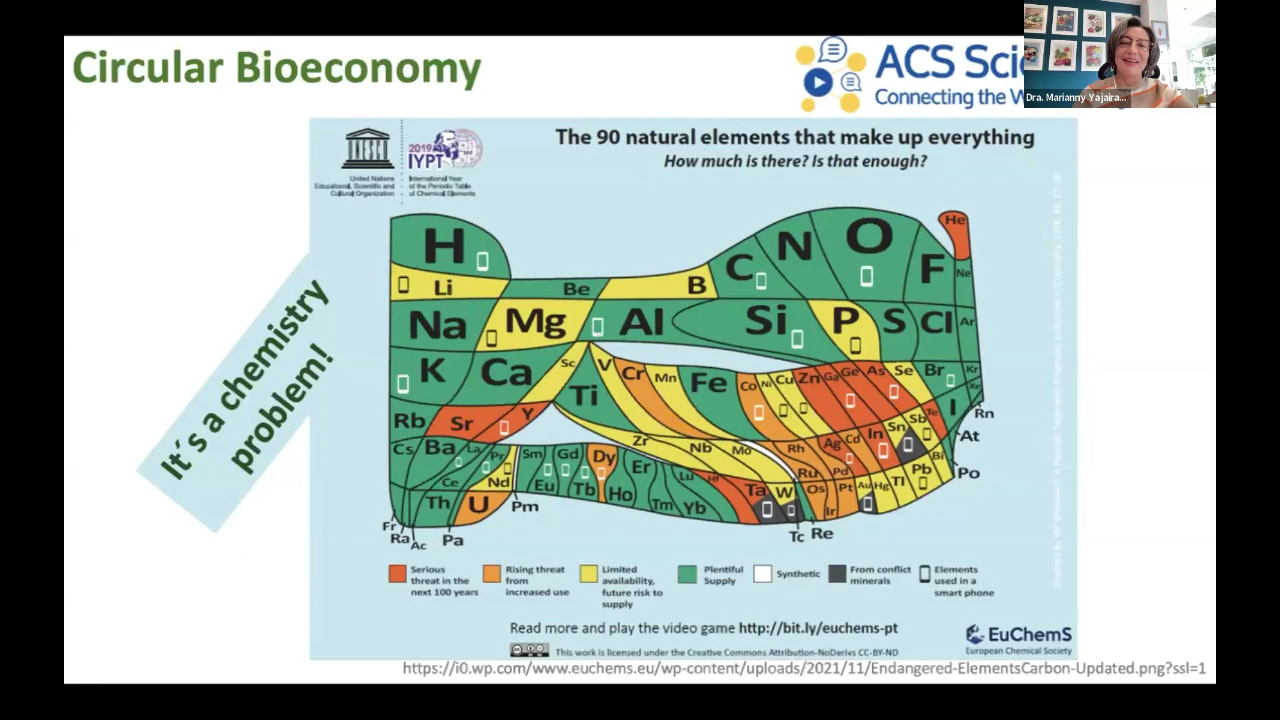 Circular Bioeconomy
ACS Sci
Connecting the W
Dra. Marianny Yajaira...
UNESCO
United Nations
Educational, Scientific and
Cultural Organization
2019
IYPT
International Year
of the Periodic Table
of Chemical Elements
The 90 natural elements that make up everything
How much is there? Is that enough?
It´s a chemistry
problem!
H He
C N O F Ne
Li Be B
Na Mg Al Si P S Cl Ar
K Ca Sc Ti V Cr Mn Fe Co Ni Cu Zn Ga Ge As Se Br Kr
Rb Sr Y Zr Nb Mo Rh Ag Cd In Sn Sb Te I Xe
Rn
At
Cs Ba La Pr Sm Gd Dy Er Lu Hf Ta W Ru Pd Os Pt Au Hg Tl Pb Bi
Po
Ce Nd Eu Tb Ho Tm Yb Ir
Th U Pm
Fr Ra Ac Pa Tc Re
Serious
threat in the
next 100 years
Rising threat
from
increased use
Limited
availability,
future risk to
supply
Plentiful
Supply
Synthetic
From conflict
minerals
Elements
used in a
smart phone
Read more and play the video game http://bit.ly/euchems-pt
This work is licensed under the Creative Commons Attribution-NoDerivs CC-BY-ND
EuChemS
European Chemical Society
https://i0.wp.com/www.euchems.eu/wp-content/uploads/2021/11/Endangered-ElementsCarbon-Updated.png?ssl=1